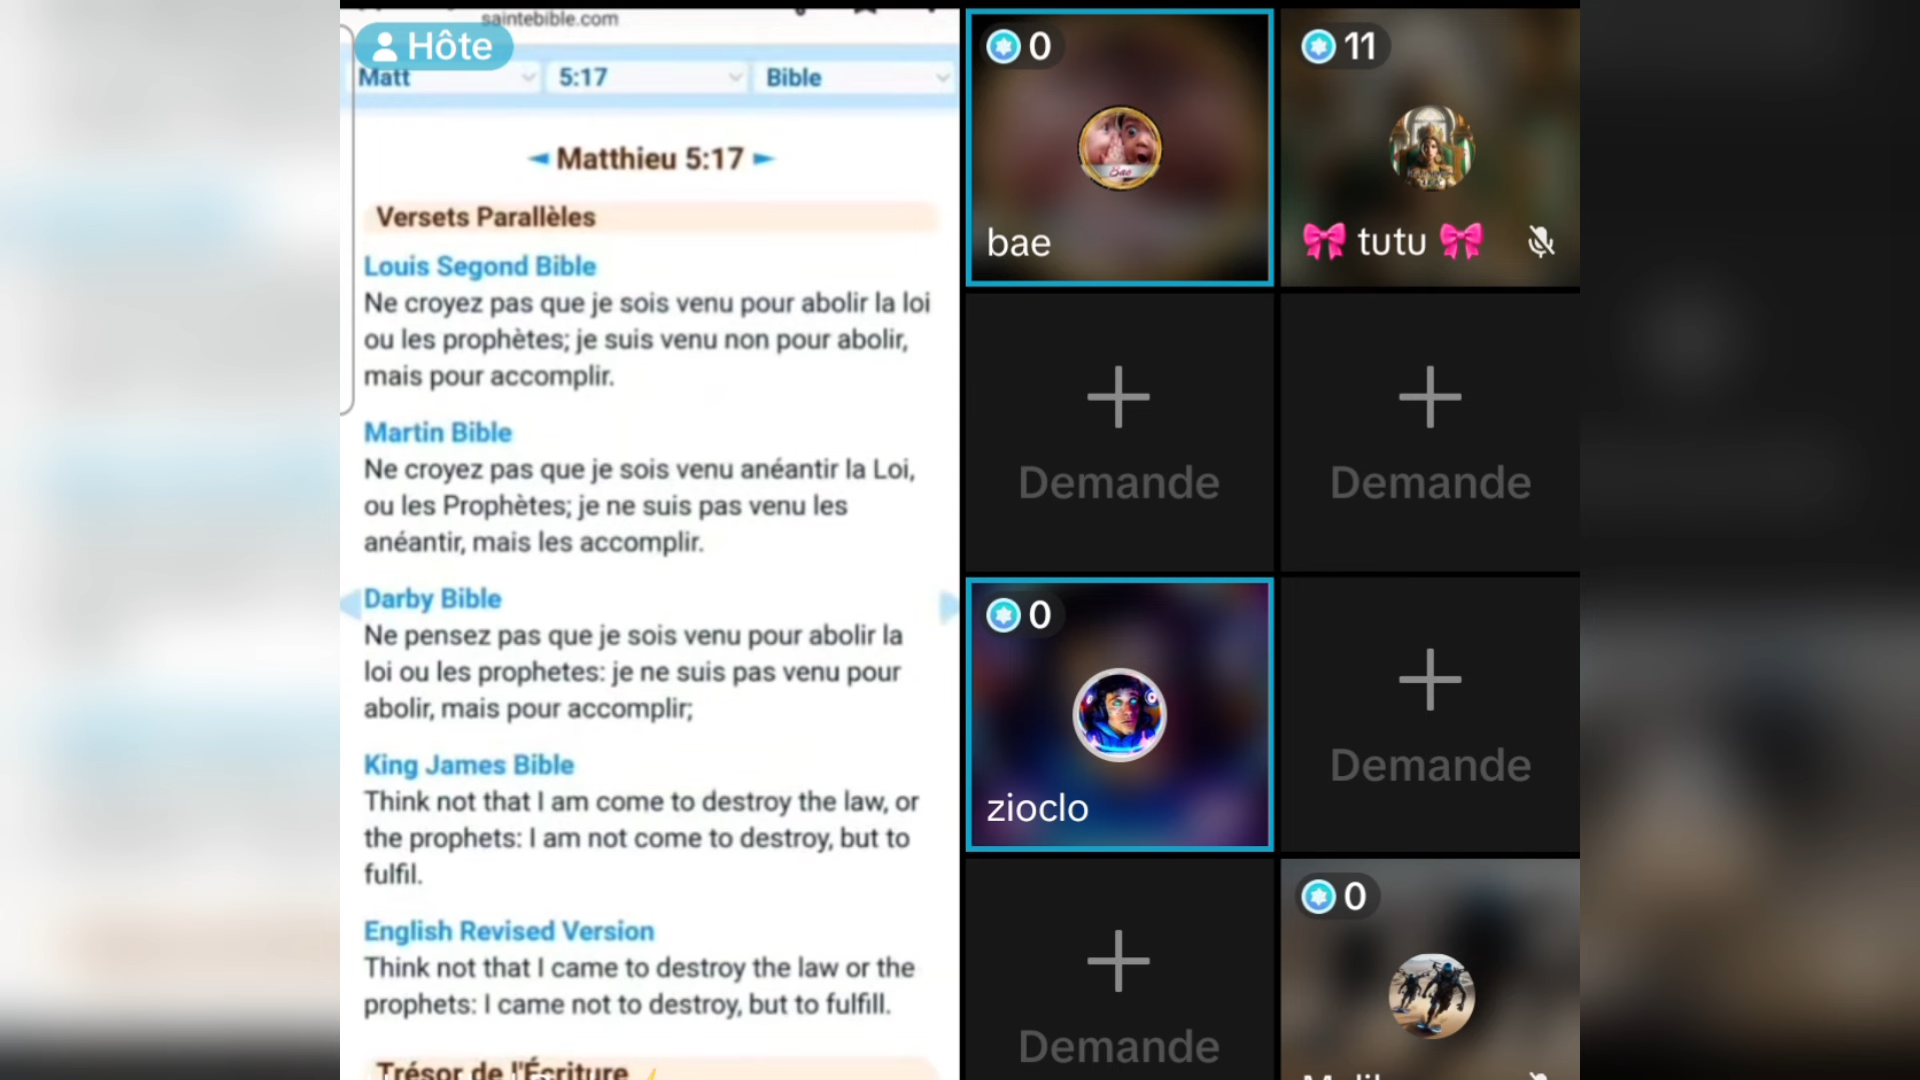 saintebible.com
Hôte
Matt
5:17
Bible
Matthieu 5:17
Versets Parallèles
Louis Segond Bible
Ne croyez pas que je sois venu pour abolir la loi
ou les prophètes; je suis venu non pour abolir,
mais pour accomplir.
Martin Bible
Ne croyez pas que je sois venu anéantir la Loi,
ou les Prophètes; je ne suis pas venu les
anéantir, mais les accomplir.
Darby Bible
Ne pensez pas que je sois venu pour abolir la
loi ou les prophetes: je ne suis pas venu pour
abolir, mais pour accomplir;
King James Bible
Think not that I am come to destroy the law, or
the prophets: I am not come to destroy, but to
fulfil.
English Revised Version
Think not that I came to destroy the law or the
prophets: I came not to destroy, but to fulfill.
Trésor de l'Écriture
0
Bae
bae
11
🎀 tutu 🎀
Demande
Demande
0
zioclo
Demande
Demande
0